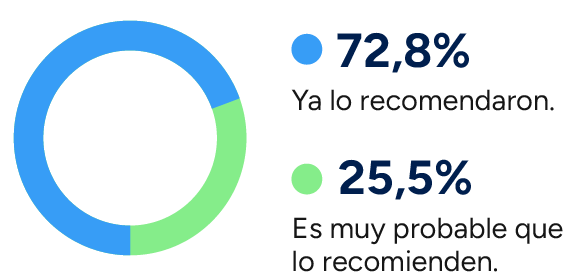 72,8%
Ya lo recomendaron.
25,5%
Es muy probable que
lo recomienden.